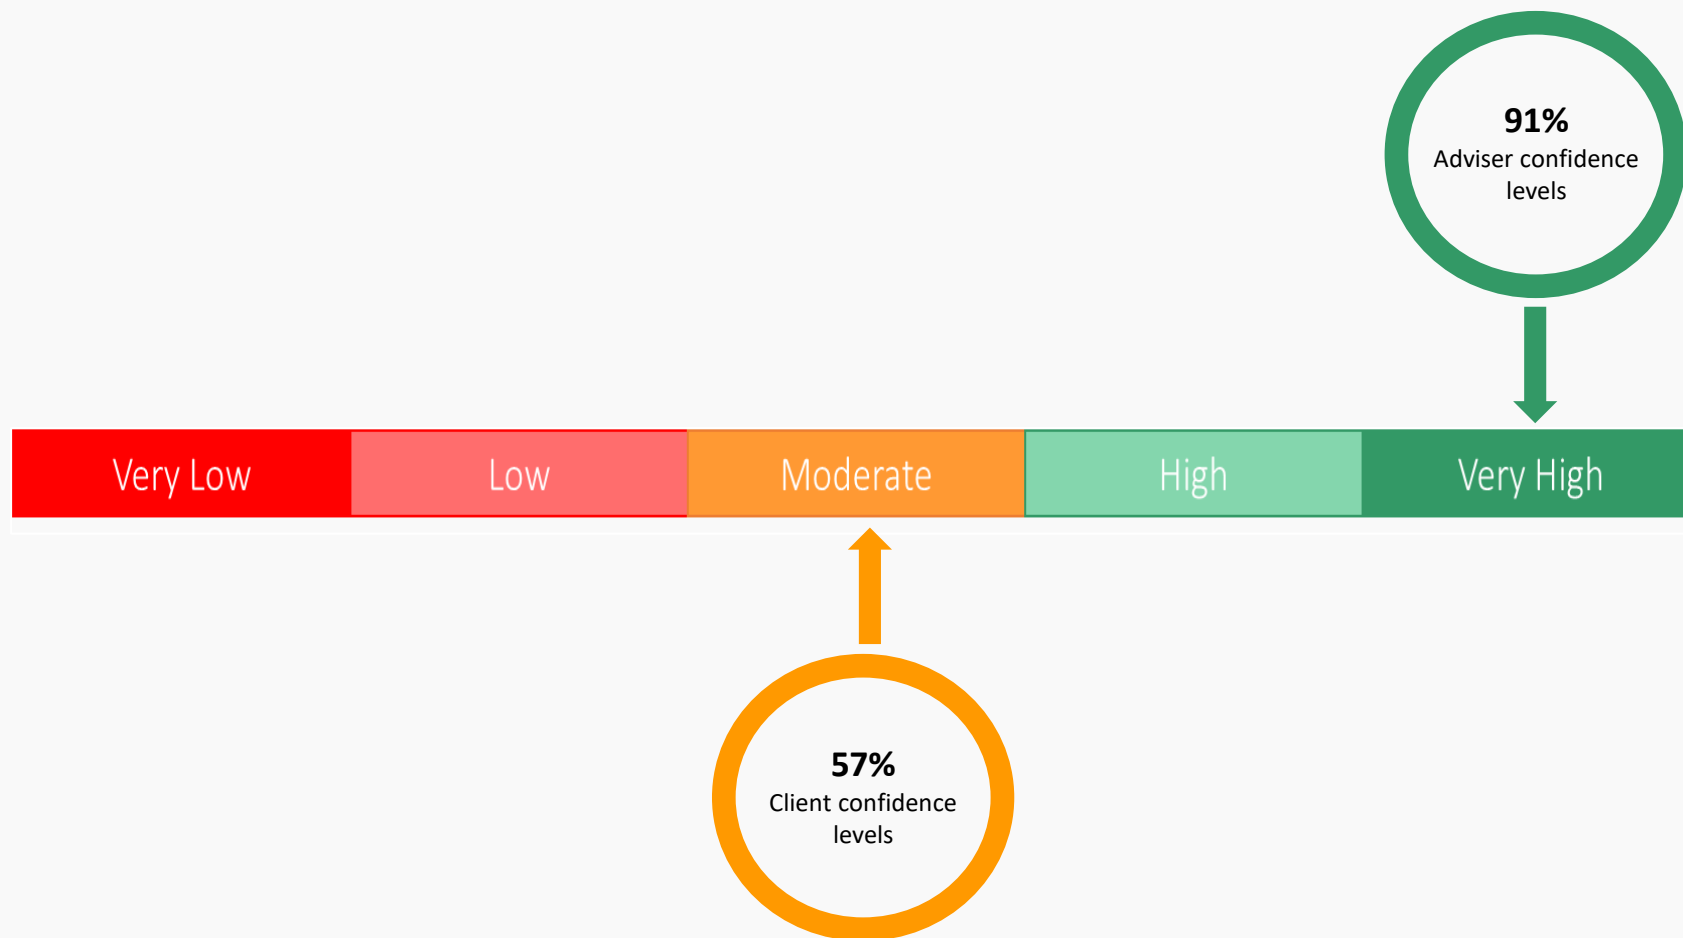 91%
Adviser confidence
levels
Very Low
Low
Moderate
High
Very High
57%
Client confidence
levels